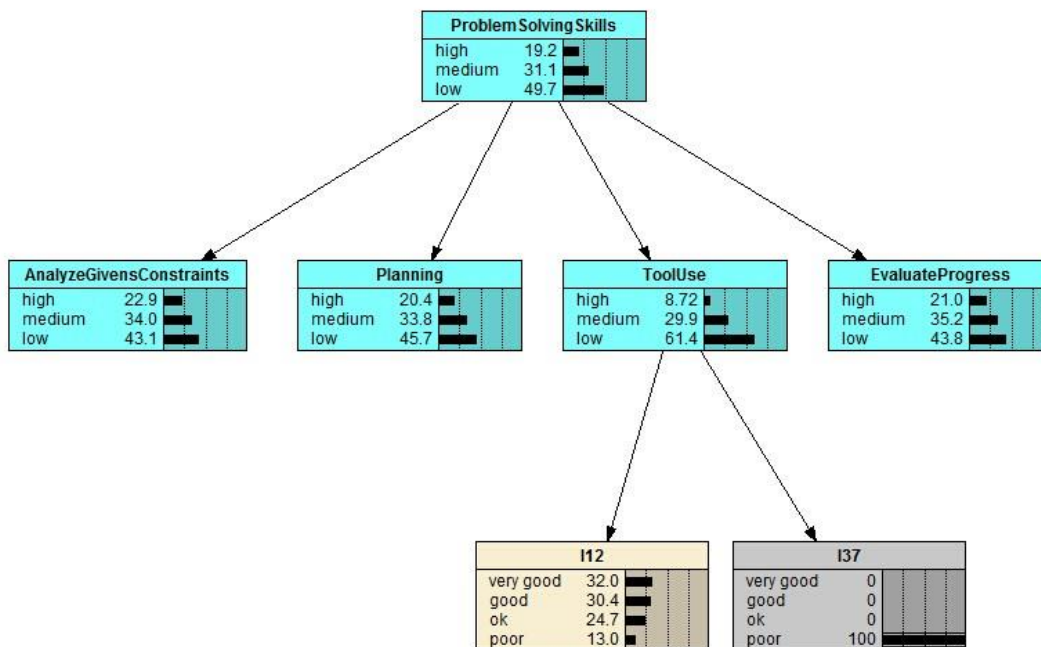 ProblemSolvingSkills
high 19.2
medium 31.1
low 49.7
AnalyzeGivensConstraints
high 22.9
medium 34.0
low 43.1
Planning
high 20.4
medium 33.8
low 45.7
ToolUse
high 8.72
medium 29.9
low 61.4
EvaluateProgress
high 21.0
medium 35.2
low 43.8
I12
very good 32.0
good 30.4
ok 24.7
poor 13.0
I37
very good 0
good 0
ok 0
poor 100